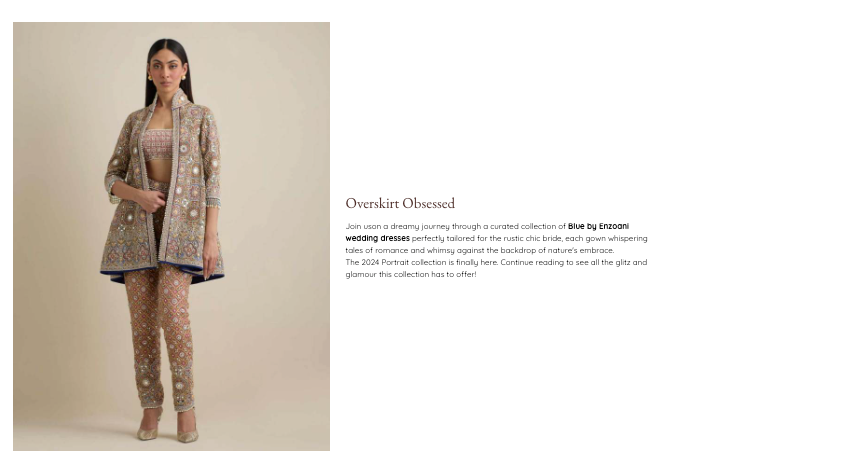 Overskirt Obsessed
Join uson a dreamy journey through a curated collection of Blue by Enzoani
wedding dresses perfectly tailored for the rustic chic bride, each gown whispering
tales of romance and whimsy against the backdrop of nature's embrace.
The 2024 Portrait collection is finally here. Continue reading to see all the glitz and
glamour this collection has to offer!